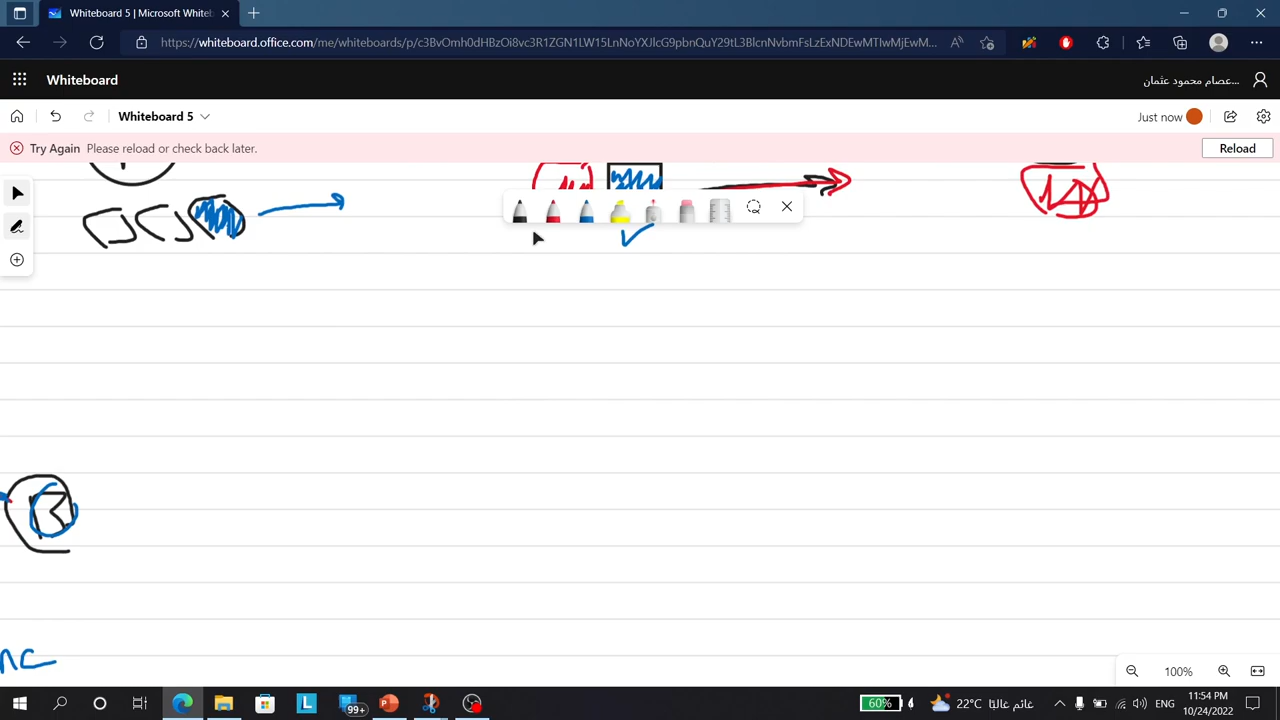 Whiteboard 5 | Microsoft Whiteb
https://whiteboard.office.com/me/whiteboards/p/c3BvOmh0dHBzOi8vc3R1ZGN1LW15LnNoYXJlcG9pbnQuY29tL3BlcnNvbmFsLzExNDEwMTIwMjEwM...
Whiteboard
عصام محمود عثمان...
Whiteboard 5
Just now
Try Again Please reload or check back later.
Reload
B
nc
100%
L
99+
60%
22°C غائم غالبًا
ENG
11:54 PM
10/24/2022